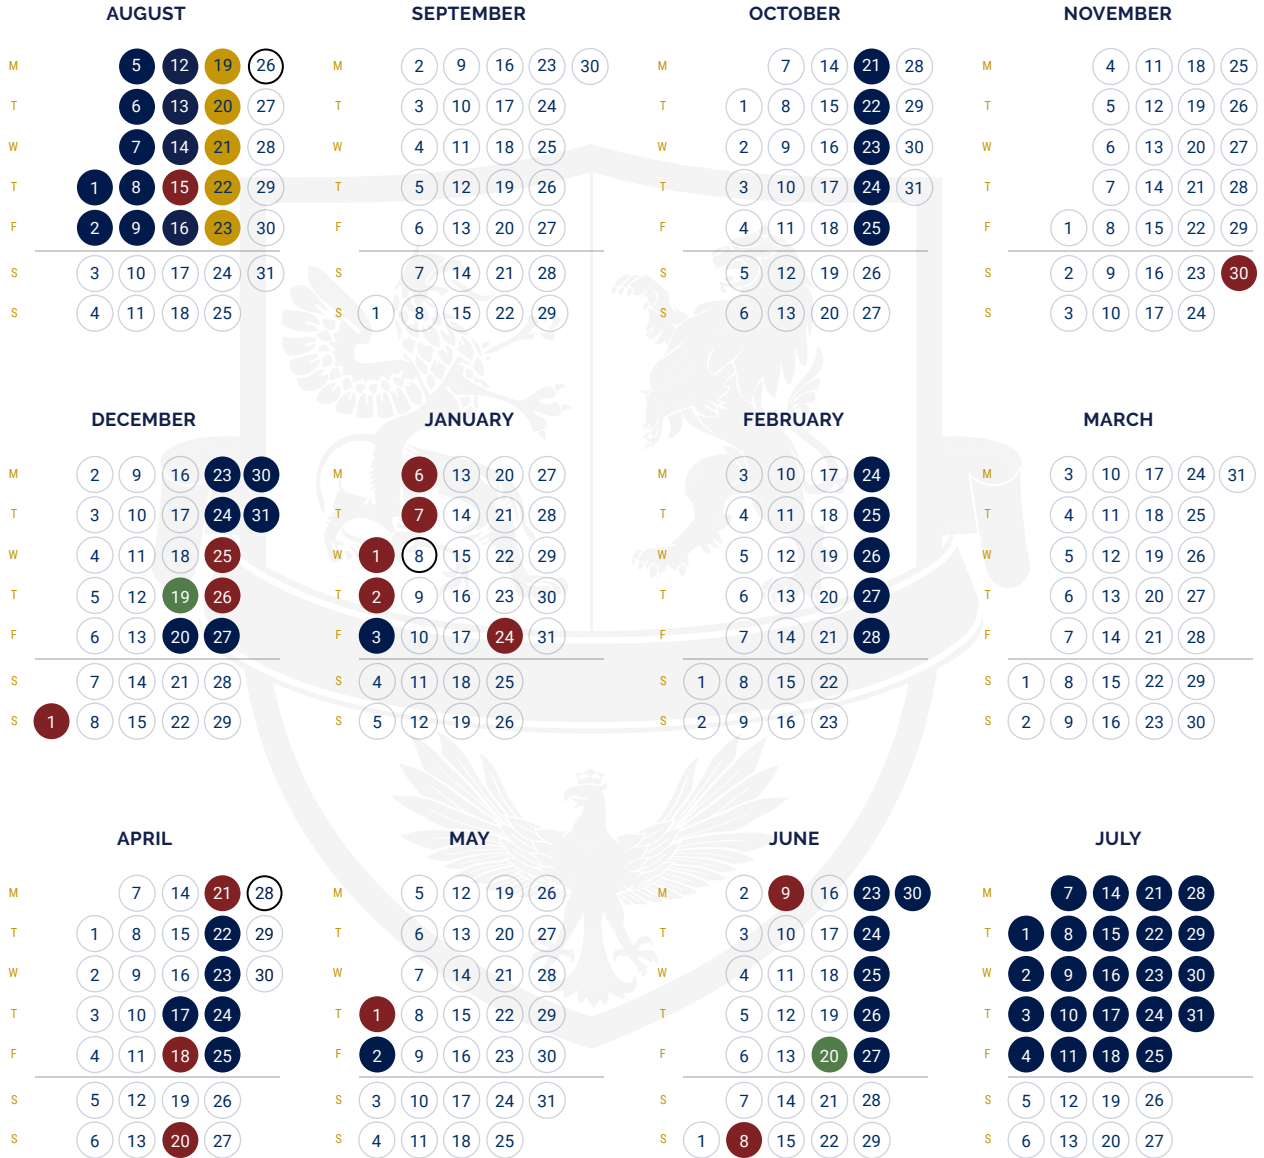 AUGUST SEPTEMBER OCTOBER NOVEMBER
M 5 12 19 26 M 2 9 16 23 30 M 7 14 21 28 M 4 11 18 25
T 6 13 20 27 T 3 10 17 24 T 1 8 15 22 29 T 5 12 19 26
W 7 14 21 28 W 4 11 18 25 W 2 9 16 23 30 W 6 13 20 27
T 1 8 15 22 29 T 5 12 19 26 T 3 10 17 24 31 T 7 14 21 28
F 2 9 16 23 30 F 6 13 20 27 F 4 11 18 25 F 1 8 15 22 29
S 3 10 17 24 31 S 7 14 21 28 S 5 12 19 26 S 2 9 16 23 30
S 4 11 18 25 S 1 8 15 22 29 S 6 13 20 27 S 3 10 17 24
DECEMBER JANUARY FEBRUARY MARCH
M 2 9 16 23 30 M 6 13 20 27 M 3 10 17 24 M 3 10 17 24 31
T 3 10 17 24 31 T 7 14 21 28 T 4 11 18 25 T 4 11 18 25
W 4 11 18 25 W 1 8 15 22 29 W 5 12 19 26 W 5 12 19 26
T 5 12 19 26 T 2 9 16 23 30 T 6 13 20 27 T 6 13 20 27
F 6 13 20 27 F 3 10 17 24 31 F 7 14 21 28 F 7 14 21 28
S 7 14 21 28 S 4 11 18 25 S 1 8 15 22 S 1 8 15 22 29
S 1 8 15 22 29 S 5 12 19 26 S 2 9 16 23 S 2 9 16 23 30
APRIL MAY JUNE JULY
M 7 14 21 28 M 5 12 19 26 M 2 9 16 23 30 M 7 14 21 28
T 1 8 15 22 29 T 6 13 20 27 T 3 10 17 24 T 1 8 15 22 29
W 2 9 16 23 30 W 7 14 21 28 W 4 11 18 25 W 2 9 16 23 30
T 3 10 17 24 T 1 8 15 22 29 T 5 12 19 26 T 3 10 17 24 31
F 4 11 18 25 F 2 9 16 23 30 F 6 13 20 27 F 4 11 18 25
S 5 12 19 26 S 3 10 17 24 31 S 7 14 21 28 S 5 12 19 26
S 6 13 20 27 S 4 11 18 25 S 1 8 15 22 29 S 6 13 20 27